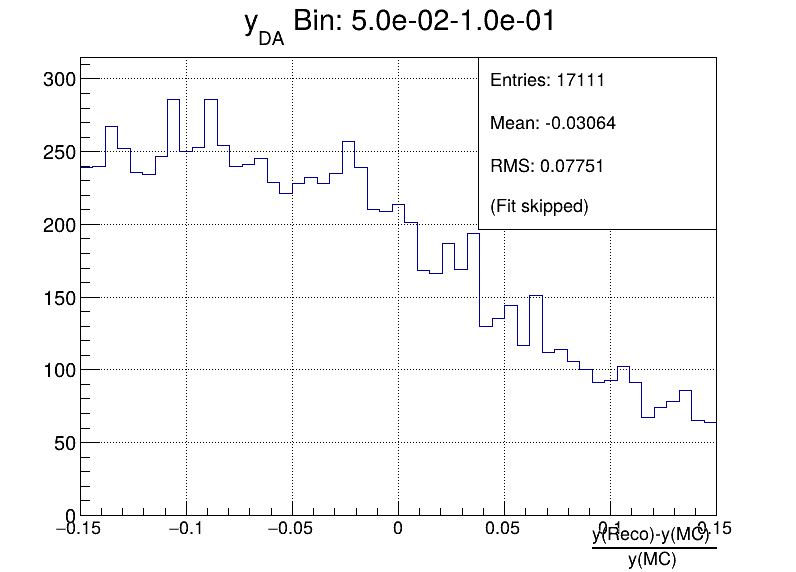 y_DA Bin: 5.0e-02-1.0e-01
Entries: 17111
Mean: -0.03064
RMS: 0.07751
(Fit skipped)
300
250
200
150
100
50
0
−0.15 −0.1 −0.05 0 0.05 0.1 0.15
y(Reco)-y(MC)
y(MC)